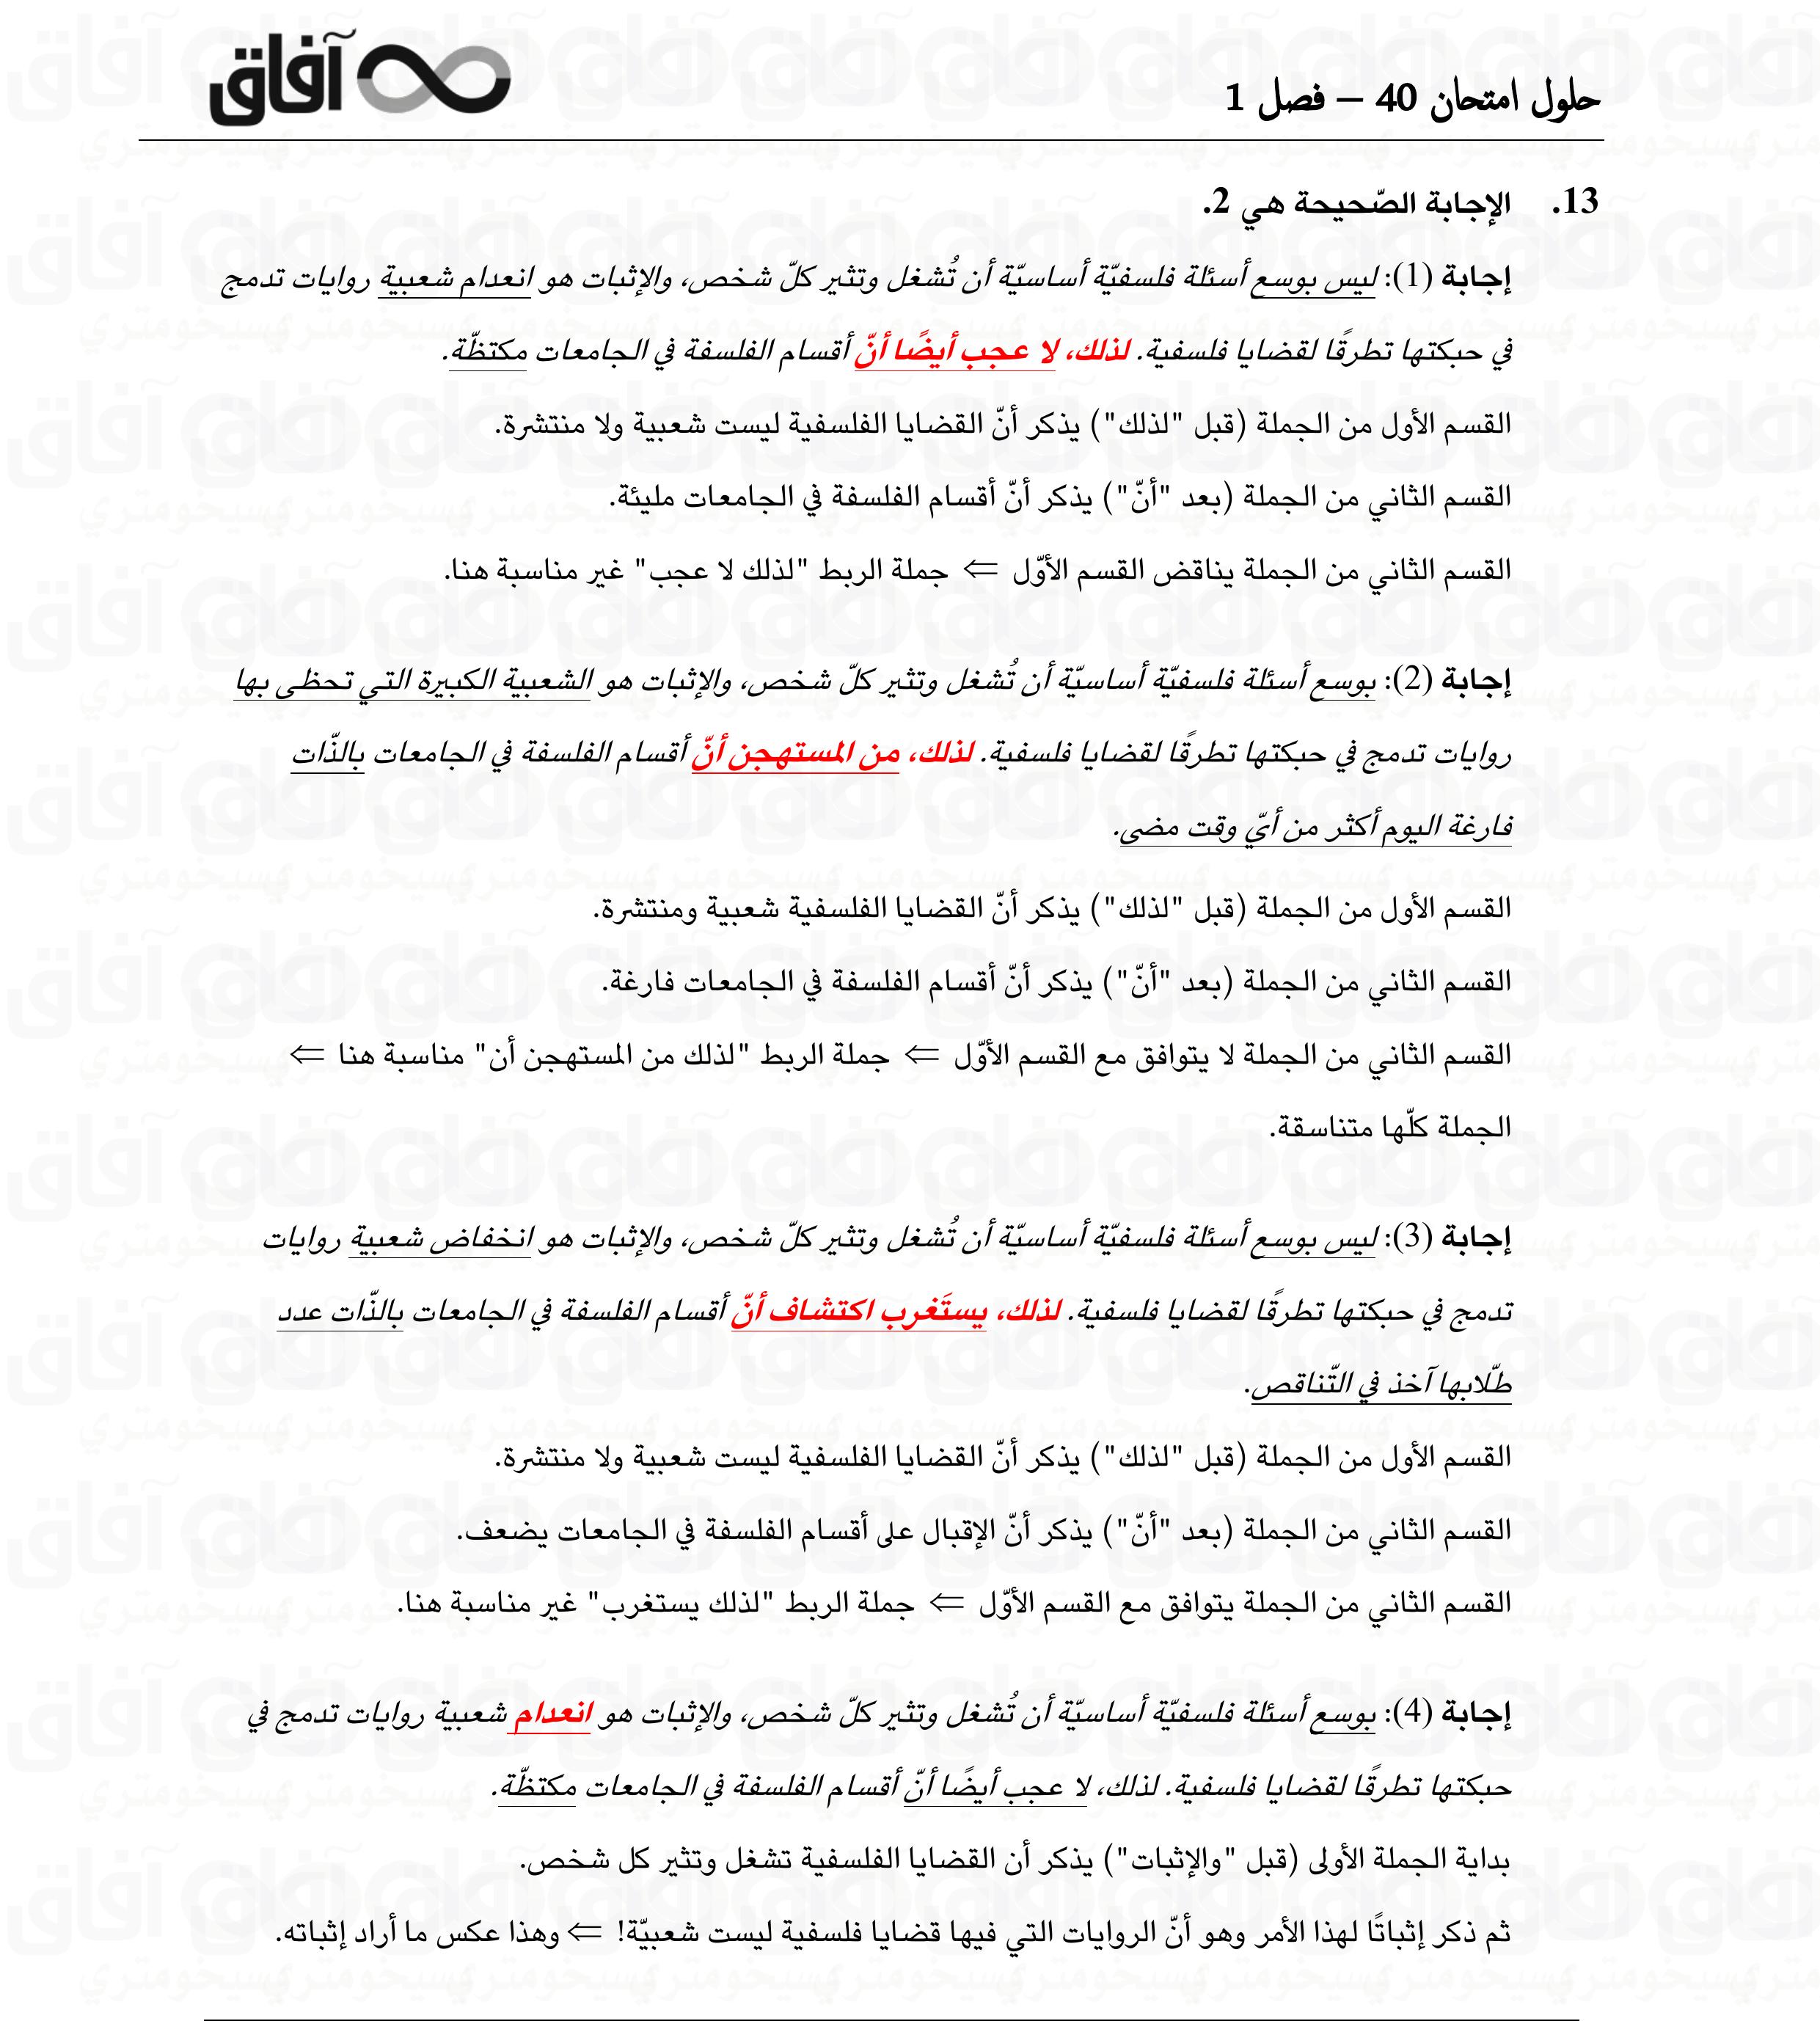 آفاق
حلول امتحان 40 – فصل 1
13. الإجابة الصّحيحة هي 2.
إجابة (1): ليس بوسع أسئلة فلسفيّة أساسيّة أن تُشغل وتثير كلّ شخص، والإثبات هو انعدام شعبية روايات تدمج
في حبكتها تطرقًا لقضايا فلسفية. لذلك، لا عجب أيضًا أنّ أقسام الفلسفة في الجامعات مكتظّة.
القسم الأول من الجملة (قبل "لذلك") يذكر أنّ القضايا الفلسفية ليست شعبية ولا منتشرة.
القسم الثاني من الجملة (بعد "أنّ") يذكر أنّ أقسام الفلسفة في الجامعات مليئة.
القسم الثاني من الجملة يناقض القسم الأوّل ⇐ جملة الربط "لذلك لا عجب" غير مناسبة هنا.
إجابة (2): بوسع أسئلة فلسفيّة أساسيّة أن تُشغل وتثير كلّ شخص، والإثبات هو الشعبية الكبيرة التي تحظى بها
روايات تدمج في حبكتها تطرقًا لقضايا فلسفية. لذلك، من المستهجن أنّ أقسام الفلسفة في الجامعات بالذّات
فارغة اليوم أكثر من أيّ وقت مضى.
القسم الأول من الجملة (قبل "لذلك") يذكر أنّ القضايا الفلسفية شعبية ومنتشرة.
القسم الثاني من الجملة (بعد "أنّ") يذكر أنّ أقسام الفلسفة في الجامعات فارغة.
القسم الثاني من الجملة لا يتوافق مع القسم الأوّل ⇐ جملة الربط "لذلك من المستهجن أن" مناسبة هنا ⇐
الجملة كلّها متناسقة.
إجابة (3): ليس بوسع أسئلة فلسفيّة أساسيّة أن تُشغل وتثير كلّ شخص، والإثبات هو انخفاض شعبية روايات
تدمج في حبكتها تطرقًا لقضايا فلسفية. لذلك، يستَغرب اكتشاف أنّ أقسام الفلسفة في الجامعات بالذّات عدد
طلّابها آخذ في التّناقص.
القسم الأول من الجملة (قبل "لذلك") يذكر أنّ القضايا الفلسفية ليست شعبية ولا منتشرة.
القسم الثاني من الجملة (بعد "أنّ") يذكر أنّ الإقبال على أقسام الفلسفة في الجامعات يضعف.
القسم الثاني من الجملة يتوافق مع القسم الأوّل ⇐ جملة الربط "لذلك يستغرب" غير مناسبة هنا.
إجابة (4): بوسع أسئلة فلسفيّة أساسيّة أن تُشغل وتثير كلّ شخص، والإثبات هو انعدام شعبية روايات تدمج في
حبكتها تطرقًا لقضايا فلسفية. لذلك، لا عجب أيضًا أنّ أقسام الفلسفة في الجامعات مكتظّة.
بداية الجملة الأولى (قبل "والإثبات") يذكر أن القضايا الفلسفية تشغل وتثير كل شخص.
ثم ذكر إثباتًا لهذا الأمر وهو أنّ الروايات التي فيها قضايا فلسفية ليست شعبيّة! ⇐ وهذا عكس ما أراد إثباته.